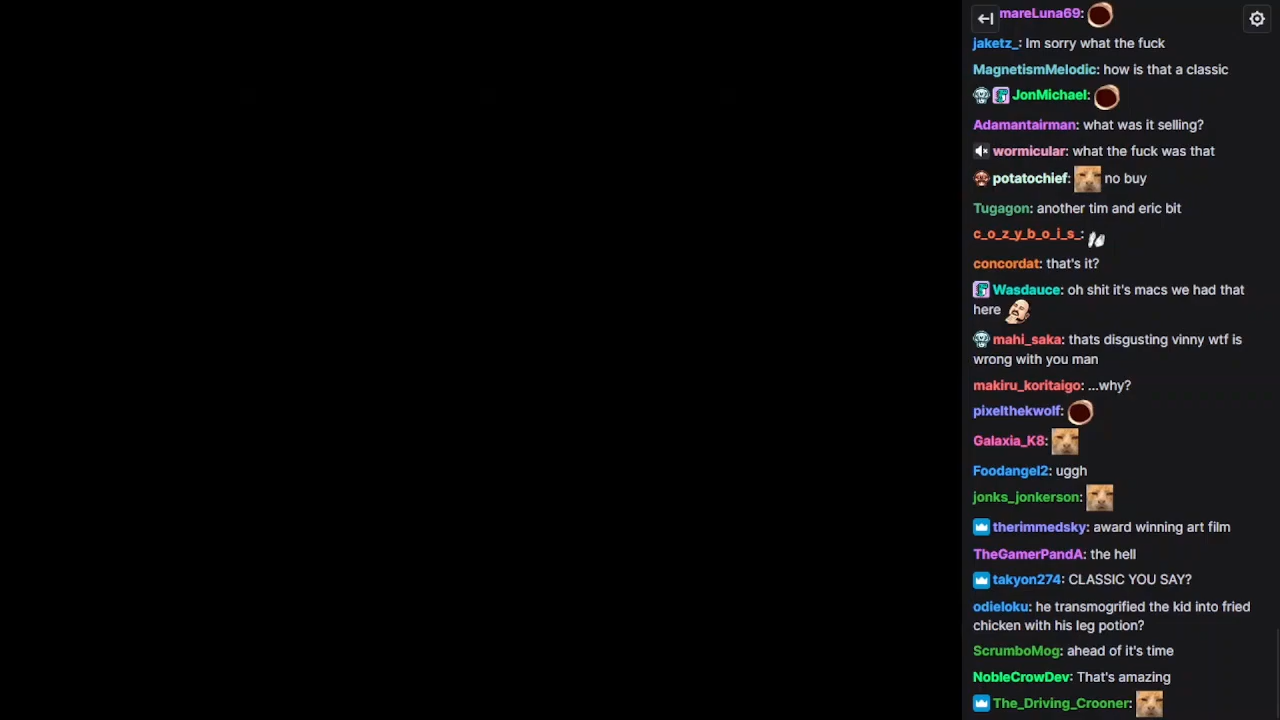 mareLuna69:
jaketz_: Im sorry what the fuck
MagnetismMelodic: how is that a classic
JonMichael:
Adamantairman: what was it selling?
wormicular: what the fuck was that
potatochief: no buy
Tugagon: another tim and eric bit
c_o_z_y_b_o_i_s_:
concordat: that's it?
Wasdauce: oh shit it's macs we had that
here
mahi_saka: thats disgusting vinny wtf is
wrong with you man
makiru_koritaigo: ...why?
pixelthekwolf:
Galaxia_K8:
Foodangel2: uggh
jonks_jonkerson:
therimmedsky: award winning art film
TheGamerPandA: the hell
takyon274: CLASSIC YOU SAY?
odieloku: he transmogrified the kid into fried
chicken with his leg potion?
ScrumboMog: ahead of it's time
NobleCrowDev: That's amazing
The_Driving_Crooner: